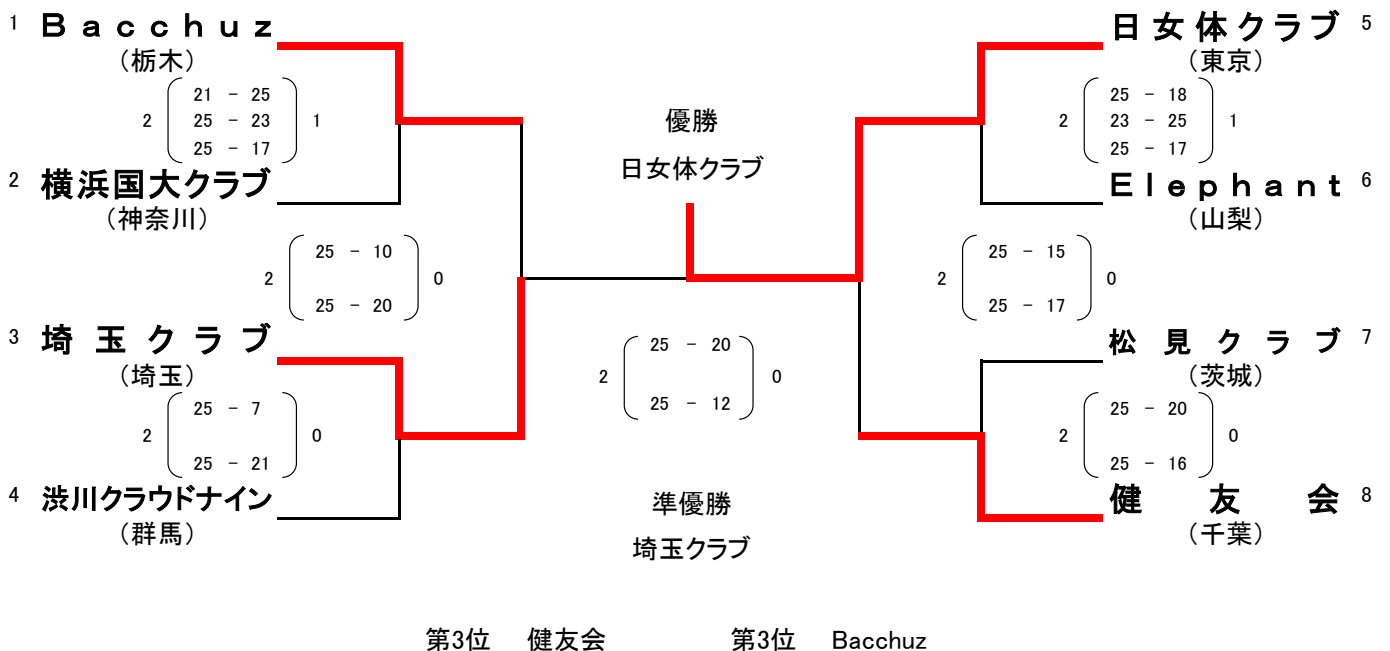 1 Bacchuz
（栃木）
2 21 - 25 1
25 - 23
25 - 17
2 横浜国大クラブ
（神奈川）
2 25 - 10 0
25 - 20
3 埼玉クラブ
（埼玉）
2 25 - 7 0
25 - 21
4 渋川クラウドナイン
（群馬）
優勝
日女体クラブ
2 25 - 20 0
25 - 12
準優勝
埼玉クラブ
日女体クラブ 5
（東京）
2 25 - 18 1
23 - 25
25 - 17
Elephant 6
（山梨）
2 25 - 15 0
25 - 17
松見クラブ 7
（茨城）
2 25 - 20 0
25 - 16
健友会 8
（千葉）
第3位 健友会 第3位 Bacchuz